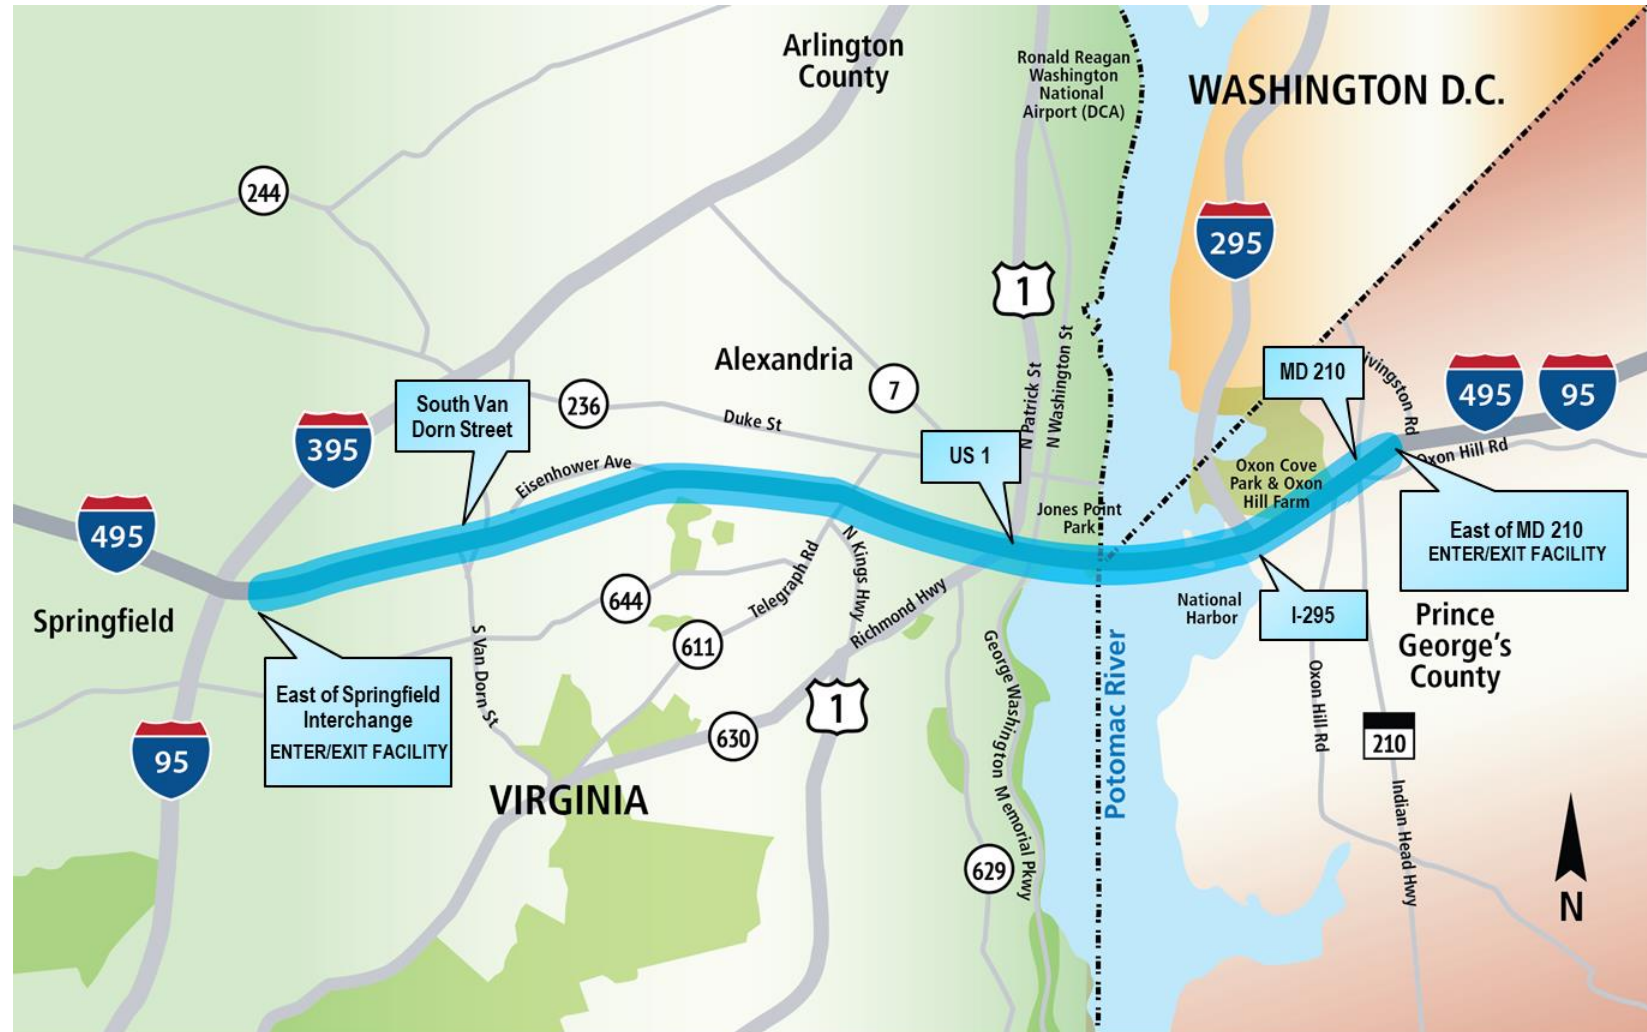 Arlington
County
Ronald Reagan
Washington
National
Airport (DCA)
WASHINGTON D.C.
244
295
1
Alexandria
7
MD 210
ivingston Rd
495
95
South Van
Dorn Street
236
Duke St
N Patrick St
N Washington St
395
US 1
Eisenhower Ave
Oxon Cove
Park & Oxon
Hill Farm
Oxon Hill Rd
495
Jones Point
Park
East of MD 210
ENTER/EXIT FACILITY
N Kings Hwy
Telegraph Rd
Springfield
644
Richmond Hwy
National
Harbor
I-295
Prince
George's
County
611
S Van Dorn St
George Washington Memorial Pkwy
Potomac River
Oxon Hill Rd
East of Springfield
Interchange
ENTER/EXIT FACILITY
1
630
210
95
VIRGINIA
Indian Head Hwy
629
N